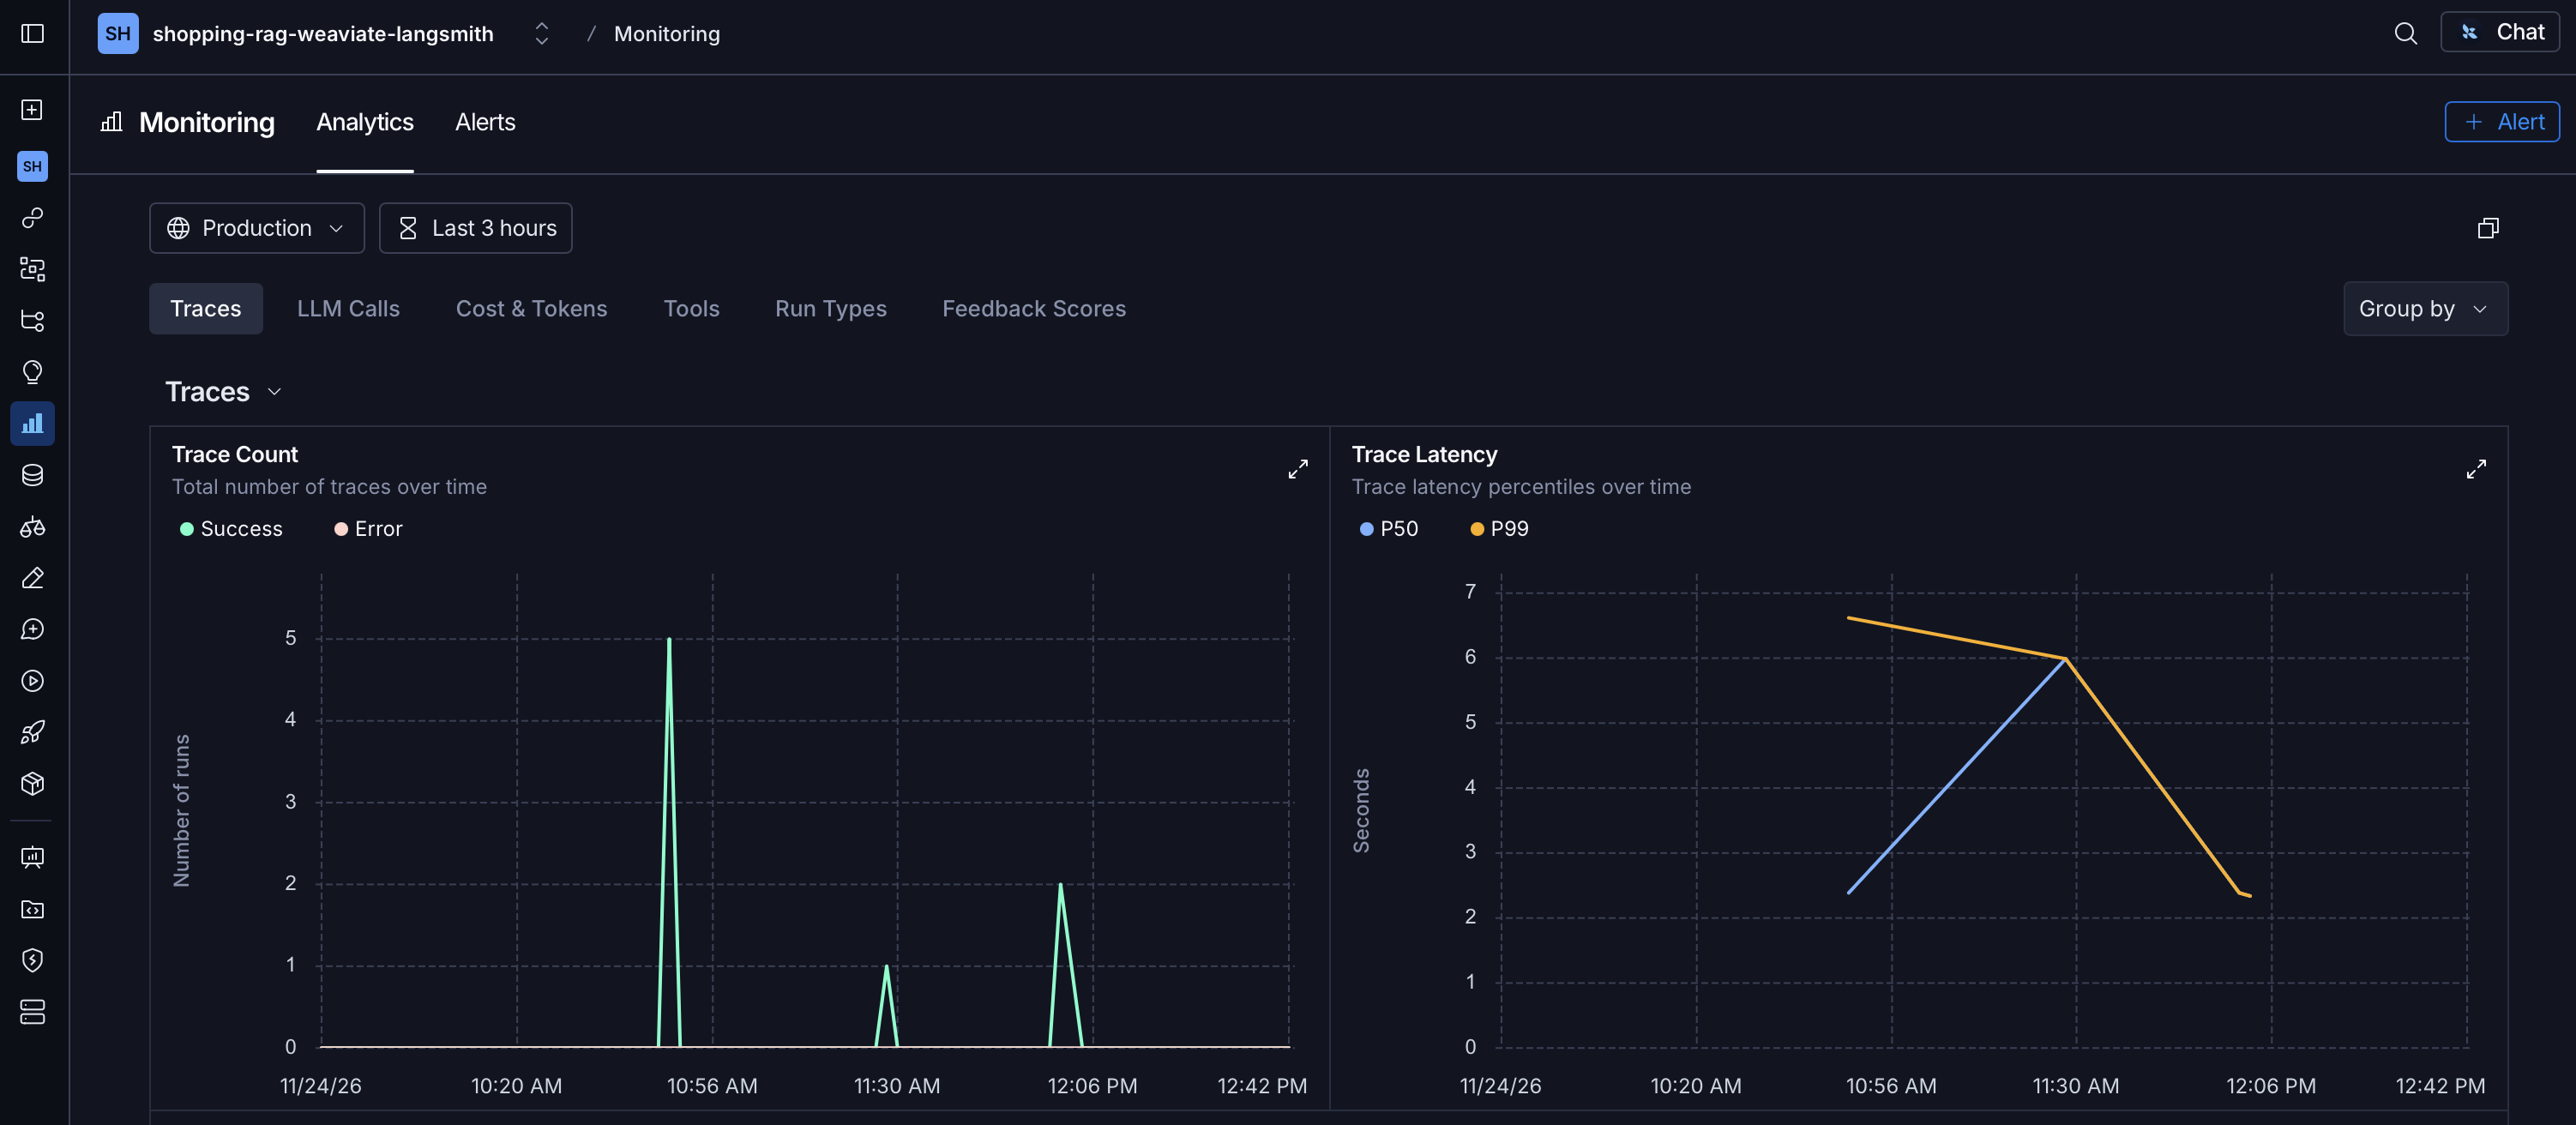 SH shopping-rag-weaviate-langsmith / Monitoring
Chat
Monitoring Analytics Alerts
+ Alert
SH
Production Last 3 hours
Traces LLM Calls Cost & Tokens Tools Run Types Feedback Scores
Group by
Traces
Trace Count
Total number of traces over time
Success Error
Number of runs
5
4
3
2
1
0
11/24/26 10:20 AM 10:56 AM 11:30 AM 12:06 PM 12:42 PM
Trace Latency
Trace latency percentiles over time
P50 P99
Seconds
7
6
5
4
3
2
1
0
11/24/26 10:20 AM 10:56 AM 11:30 AM 12:06 PM 12:42 PM